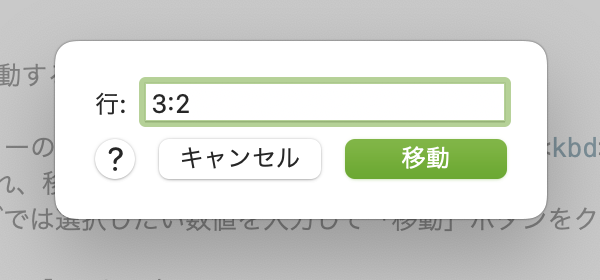 動する
行: 3:2
ーの
<kbd>
れ、移
? キャンセル 移動
では選択したい数値を入力して「移動」ボタンをク